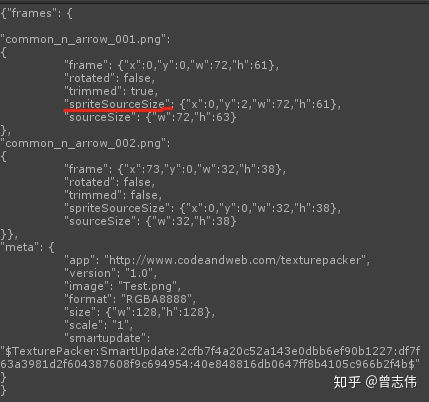 {"frames": {
"common_n_arrow_001.png":
{
"frame": {"x":0,"y":0,"w":72,"h":61},
"rotated": false,
"trimmed": true,
"spriteSourceSize": {"x":0,"y":2,"w":72,"h":61},
"sourceSize": {"w":72,"h":63}
},
"common_n_arrow_002.png":
{
"frame": {"x":73,"y":0,"w":32,"h":38},
"rotated": false,
"trimmed": false,
"spriteSourceSize": {"x":0,"y":0,"w":32,"h":38},
"sourceSize": {"w":32,"h":38}
}},
"meta": {
"app": "http://www.codeandweb.com/texturepacker",
"version": "1.0",
"image": "Test.png",
"format": "RGBA8888",
"size": {"w":128,"h":128},
"scale": "1",
"smartupdate":
"$TexturePacker:SmartUpdate:2cfb7f4a20c52a143e0dbb6ef90b1227:df7f
63a3981d2f604387608f9c694954:40e848816db0647ff8b4105c966b2f4b$"
}
}
知乎 @曾志伟